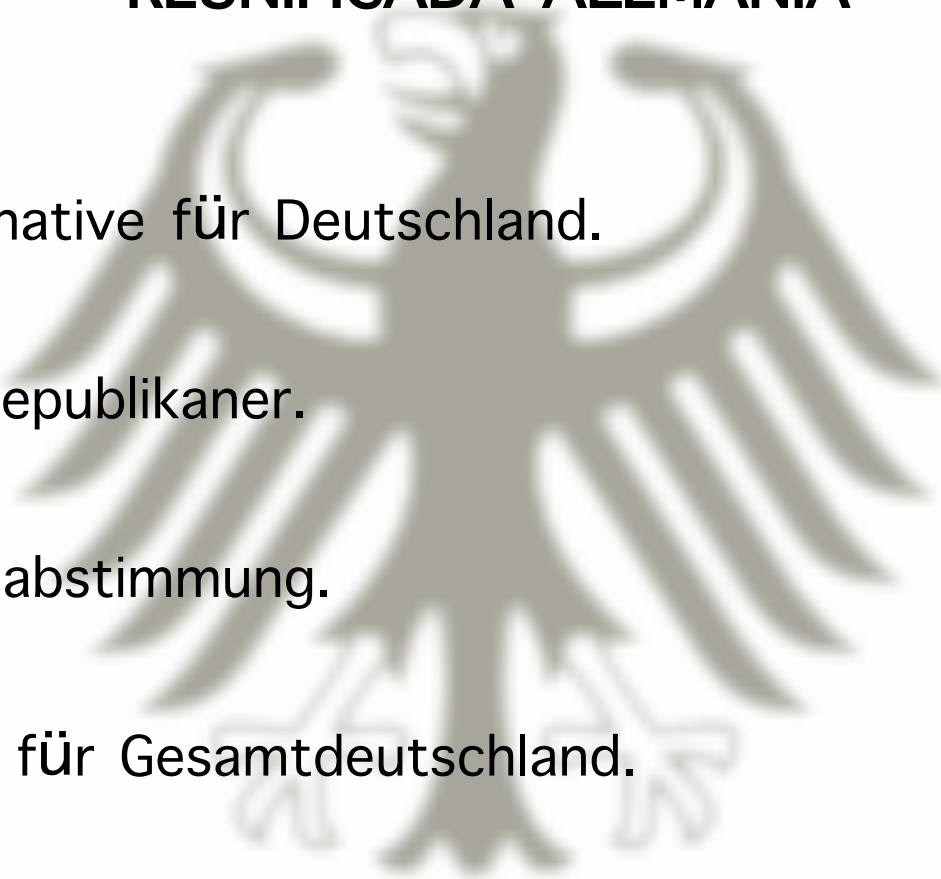 REUNIFICADA ALEMANIA
native für Deutschland.
epublikaner.
abstimmung.
für Gesamtdeutschland.